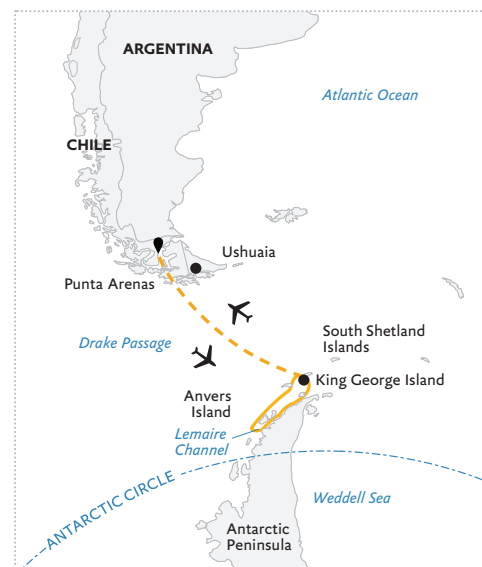 ARGENTINA
Atlantic Ocean
CHILE
Ushuaia
Punta Arenas
Drake Passage
South Shetland
Islands
King George Island
Anvers
Island
Lemaire
Channel
ANTARCTIC CIRCLE
Weddell Sea
Antarctic
Peninsula